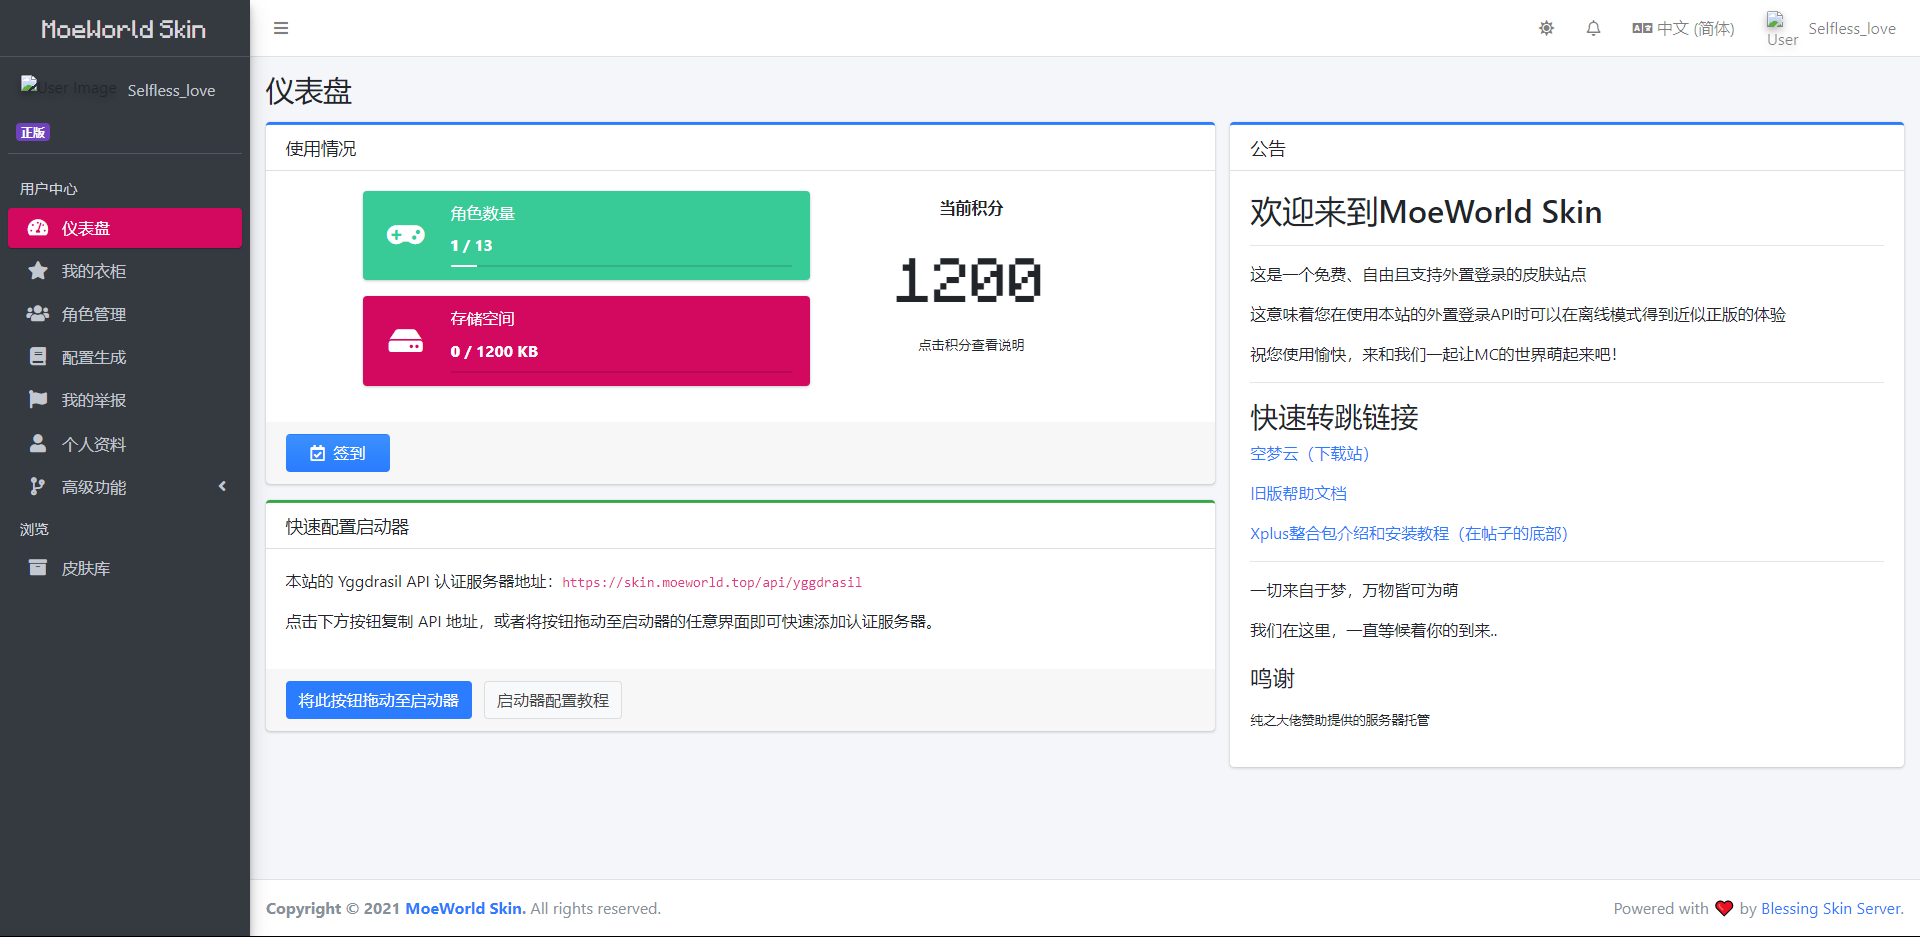 MoeWorld Skin
中文 (简体)
User
Selfless_love
User Image
Selfless_love
正版
用户中心
仪表盘
我的衣柜
角色管理
配置生成
我的举报
个人资料
高级功能
浏览
皮肤库
仪表盘
使用情况
角色数量
1 / 13
存储空间
0 / 1200 KB
当前积分
1200
点击积分查看说明
签到
快速配置启动器
本站的 Yggdrasil API 认证服务器地址：https://skin.moeworld.top/api/yggdrasil
点击下方按钮复制 API 地址，或者将按钮拖动至启动器的任意界面即可快速添加认证服务器。
将此按钮拖动至启动器
启动器配置教程
公告
欢迎来到MoeWorld Skin
这是一个免费、自由且支持外置登录的皮肤站点
这意味着您在使用本站的外置登录API时可以在离线模式得到近似正版的体验
祝您使用愉快，来和我们一起让MC的世界萌起来吧！
快速转跳链接
空梦云（下载站）
旧版帮助文档
Xplus整合包介绍和安装教程（在帖子的底部）
一切来自于梦，万物皆可为萌
我们在这里，一直等候着你的到来..
鸣谢
纯之大佬赞助提供的服务器托管
Copyright © 2021 MoeWorld Skin. All rights reserved.
Powered with ❤ by Blessing Skin Server.